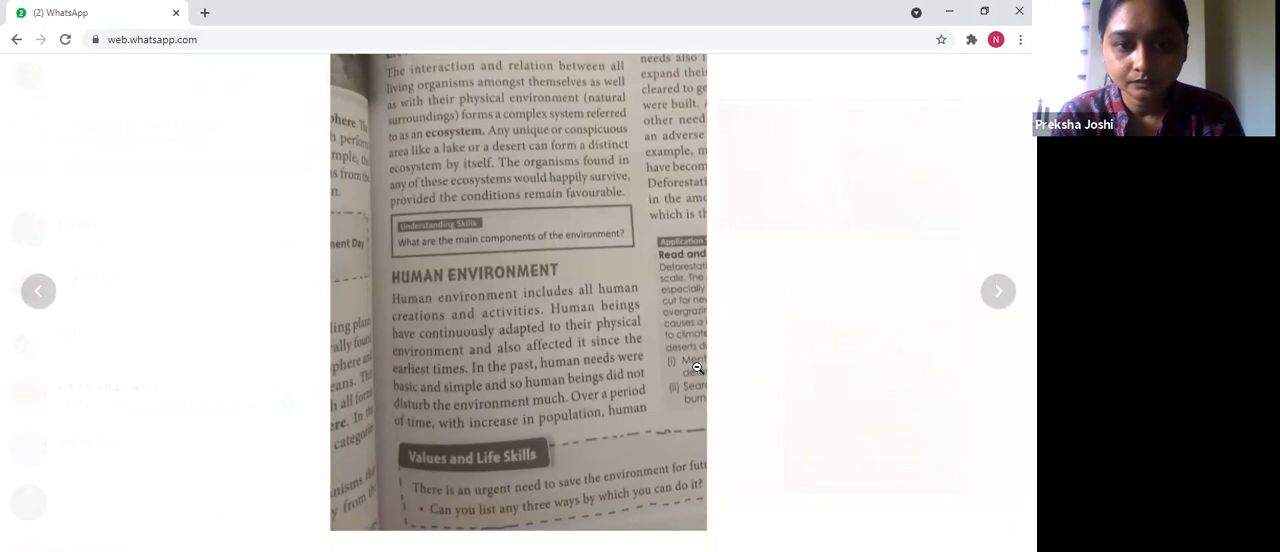 (2) WhatsApp
web.whatsapp.com
N
Preksha Joshi
The interaction and relation between all
living organisms amongst themselves as well
as with their physical environment (natural
surroundings) forms a complex system referred
to as an ecosystem. Any unique or conspicuous
area like a lake or a desert can form a distinct
ecosystem by itself. The organisms found in
any of these ecosystems would happily survive,
provided the conditions remain favourable.
Understanding Skills
What are the main components of the environment?
HUMAN ENVIRONMENT
Human environment includes all human
creations and activities. Human beings
have continuously adapted to their physical
environment and also affected it since the
earliest times. In the past, human needs were
basic and simple and so human beings did not
disturb the environment much. Over a period
of time, with increase in population, human
Values and Life Skills
There is an urgent need to save the environment for
• Can you list any three ways by which you can do it?
needs also
expand their
cleared to
were built.
other need
an adverse
example,
have becom
Deforestati
in the
which is
Application
Read and
Deforestati
scale. The
especially
cut for
overgrazin
causes a
to climate
deserts
(i)
(ii)
burn